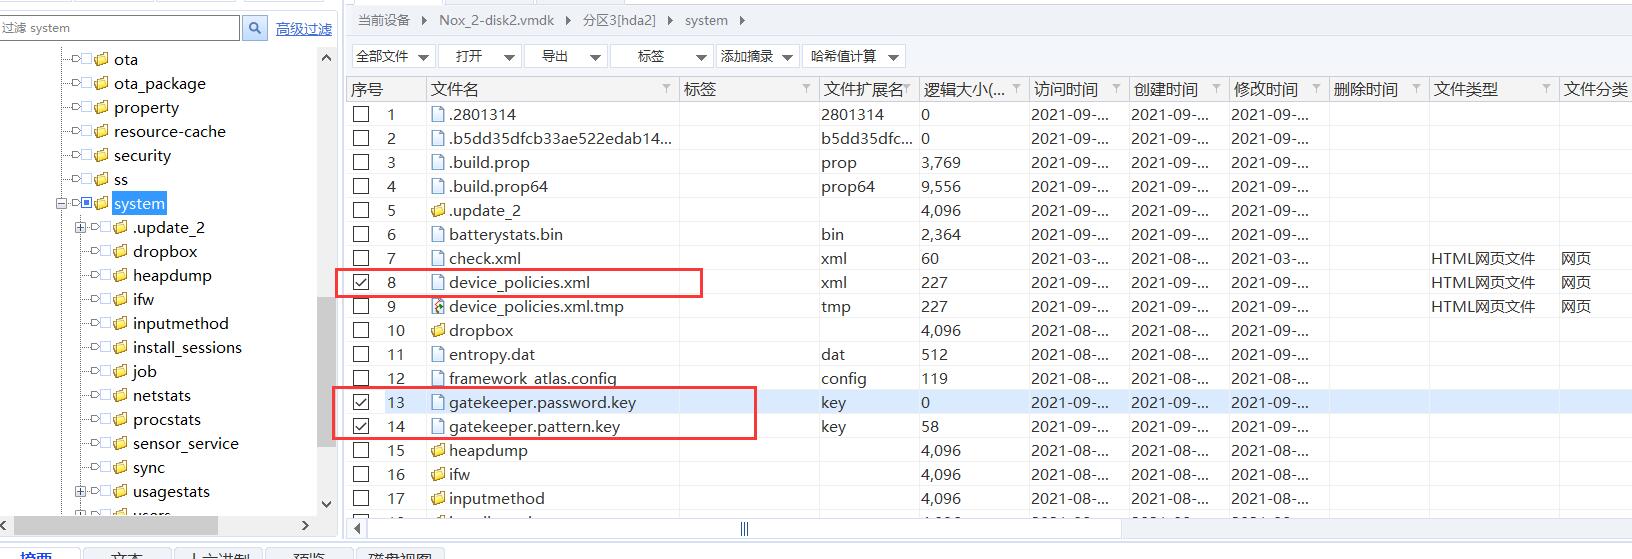 过滤 system
高级过滤
ota
ota_package
property
resource-cache
security
ss
system
.update_2
dropbox
heapdump
ifw
inputmethod
install_sessions
job
netstats
procstats
sensor_service
sync
usagestats
users
当前设备 Nox_2-disk2.vmdk 分区3[hda2] system
全部文件 打开 导出 标签 添加摘录 哈希值计算
序号 文件名 标签 文件扩展名 逻辑大小(... 访问时间 创建时间 修改时间 删除时间 文件类型 文件分类
1 .2801314 2801314 0 2021-09-... 2021-09-... 2021-09-...
2 .b5dd35dfcb33ae522edab14... b5dd35dfc... 0 2021-09-... 2021-09-... 2021-09-...
3 .build.prop prop 3,769 2021-09-... 2021-09-... 2021-09-...
4 .build.prop64 prop64 9,556 2021-09-... 2021-09-... 2021-09-...
5 .update_2 4,096 2021-09-... 2021-09-... 2021-09-...
6 batterystats.bin bin 2,364 2021-09-... 2021-09-... 2021-09-...
7 check.xml xml 60 2021-03-... 2021-08-... 2021-03-... HTML网页文件 网页
8 device_policies.xml xml 227 2021-09-... 2021-09-... 2021-09-... HTML网页文件 网页
9 device_policies.xml.tmp tmp 227 2021-09-... 2021-09-... 2021-09-... HTML网页文件 网页
10 dropbox 4,096 2021-08-... 2021-08-... 2021-09-...
11 entropy.dat dat 512 2021-08-... 2021-08-... 2021-09-...
12 framework_atlas.config config 119 2021-08-... 2021-08-... 2021-08-...
13 gatekeeper.password.key key 0 2021-09-... 2021-09-... 2021-09-...
14 gatekeeper.pattern.key key 58 2021-09-... 2021-09-... 2021-09-...
15 heapdump 4,096 2021-08-... 2021-08-... 2021-08-...
16 ifw 4,096 2021-08-... 2021-08-... 2021-08-...
17 inputmethod 4,096 2021-08-... 2021-08-... 2021-08-...
摘要 文本 十六进制 预览 磁盘视图